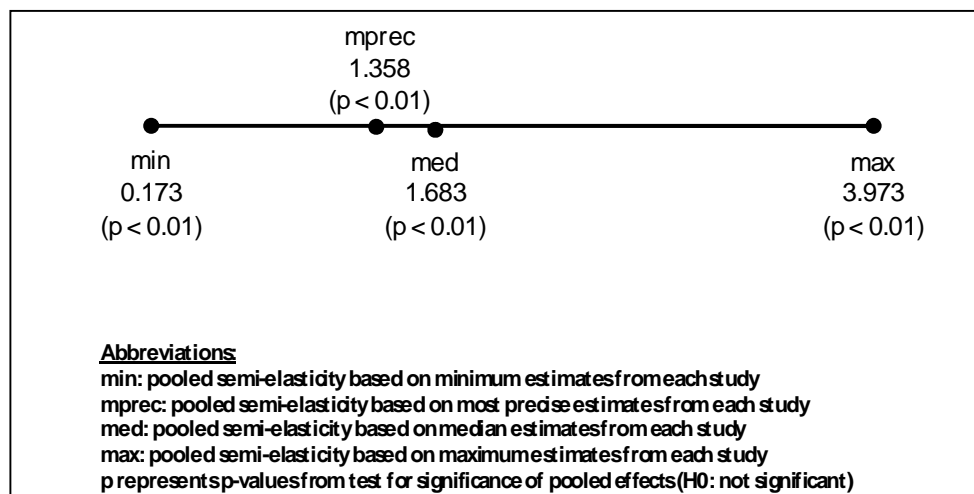 mprec
1.358
(p < 0.01)
min
0.173
(p < 0.01)
med
1.683
(p < 0.01)
max
3.973
(p < 0.01)
Abbreviations:
min: pooled semi-elasticity based on minimum estimates from each study
mprec: pooled semi-elasticity based on most precise estimates from each study
med: pooled semi-elasticity based on median estimates from each study
max: pooled semi-elasticity based on maximum estimates from each study
p represents p-values from test for significance of pooled effects (H0: not significant)